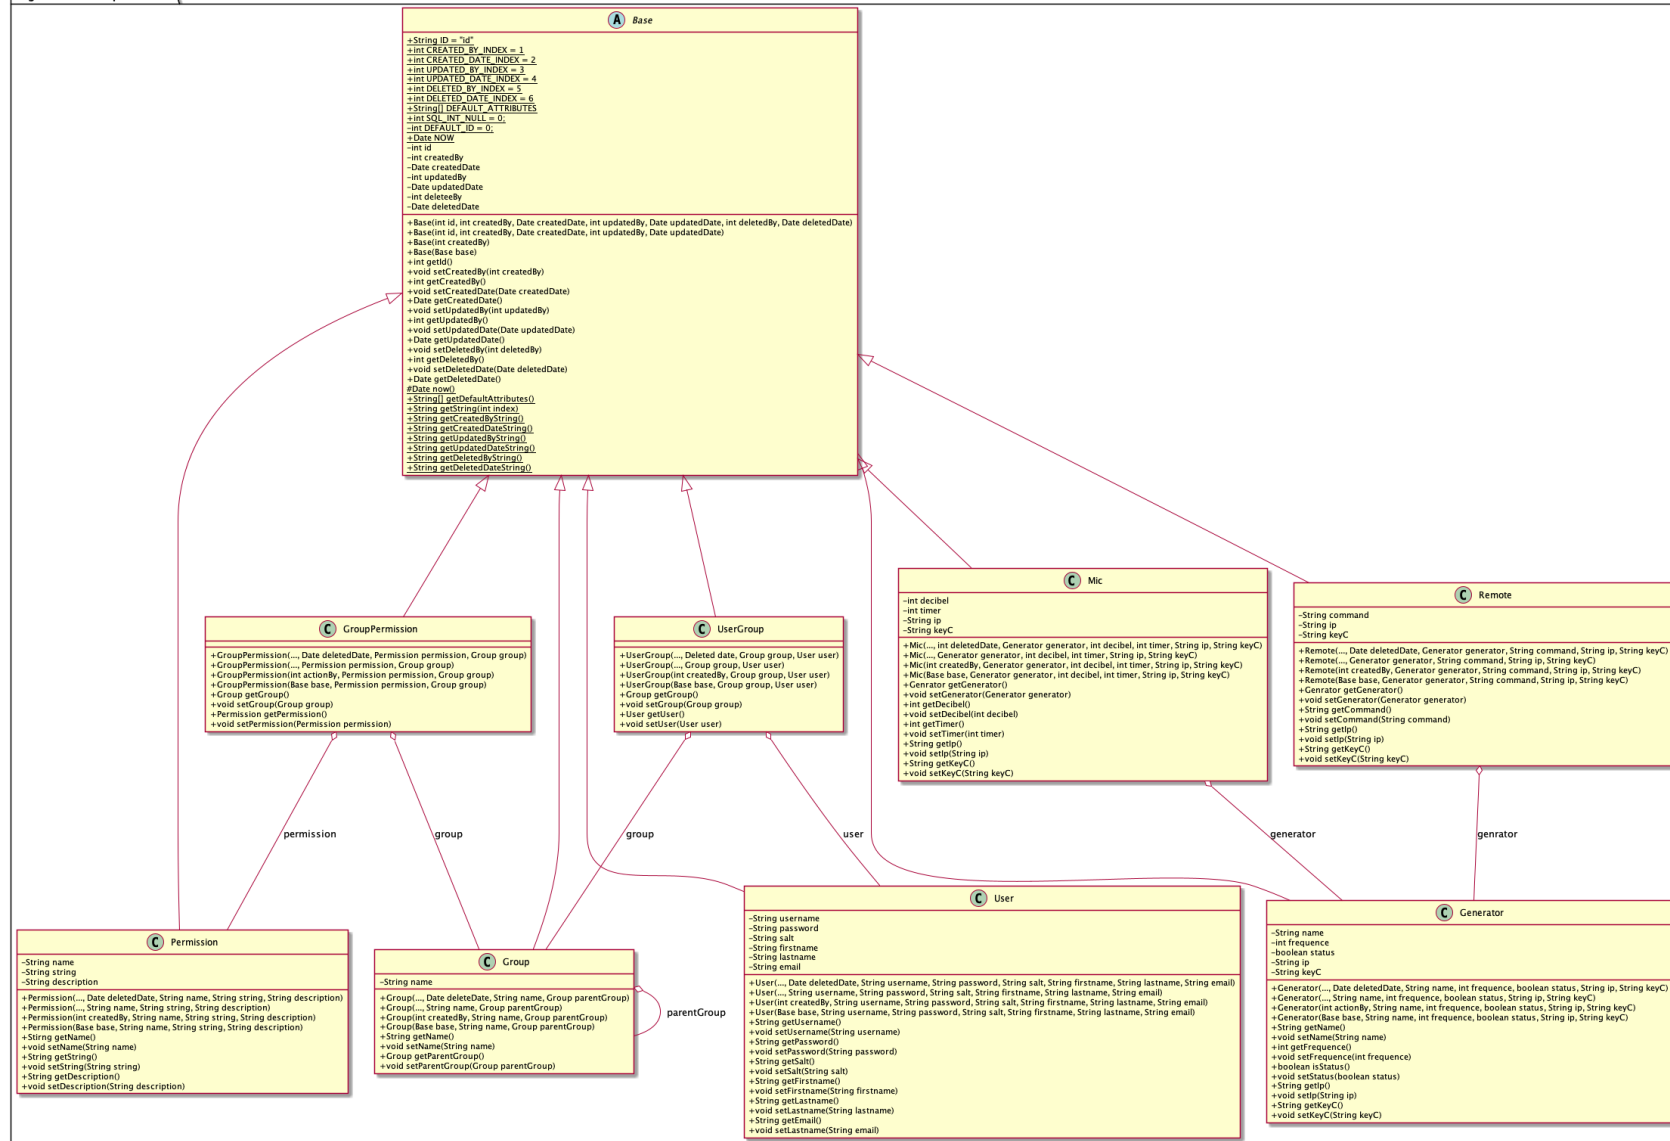 Base
+String ID = "id"
+int CREATED_BY_INDEX = 1
+int CREATED_DATE_INDEX = 2
+int UPDATED_BY_INDEX = 3
+int UPDATED_DATE_INDEX = 4
+int DELETED_BY_INDEX = 5
+int DELETED_DATE_INDEX = 6
+String[] DEFAULT_ATTRIBUTES
+int SQL_INT_NULL = 0;
-int DEFAULT_ID = 0;
+Date NOW
-int id
-int createdBy
-Date createdDate
-int updatedBy
-Date updatedDate
-int deleteeBy
-Date deletedDate
+Base(int id, int createdBy, Date createdDate, int updatedBy, Date updatedDate, int deletedBy, Date deletedDate)
+Base(int id, int createdBy, Date createdDate, int updatedBy, Date updatedDate)
+Base(int createdBy)
+Base(Base base)
+int getId()
+void setCreatedBy(int createdBy)
+int getCreatedBy()
+void setCreatedDate(Date createdDate)
+Date getCreatedDate()
+void setUpdatedBy(int updatedBy)
+int getUpdatedBy()
+void setUpdatedDate(Date updatedDate)
+Date getUpdatedDate()
+void setDeletedBy(int deletedBy)
+int getDeletedBy()
+void setDeletedDate(Date deletedDate)
+Date getDeletedDate()
#Date now()
+String[] getDefaultAttributes()
+String getString(int index)
+String getCreatedByString()
+String getCreatedDateString()
+String getUpdatedByString()
+String getUpdatedDateString()
+String getDeletedByString()
+String getDeletedDateString()
GroupPermission
+GroupPermission(..., Date deletedDate, Permission permission, Group group)
+GroupPermission(..., Permission permission, Group group)
+GroupPermission(int actionBy, Permission permission, Group group)
+GroupPermission(Base base, Permission permission, Group group)
+Group getGroup()
+void setGroup(Group group)
+Permission getPermission()
+void setPermission(Permission permission)
UserGroup
+UserGroup(..., Deleted date, Group group, User user)
+UserGroup(..., Group group, User user)
+UserGroup(int createdBy, Group group, User user)
+UserGroup(Base base, Group group, User user)
+Group getGroup()
+void setGroup(Group group)
+User getUser()
+void setUser(User user)
Mic
-int decibel
-int timer
-String ip
-String keyC
+Mic(..., int deletedDate, Generator generator, int decibel, int timer, String ip, String keyC)
+Mic(..., Generator generator, int decibel, int timer, String ip, String keyC)
+Mic(int createdBy, Generator generator, int decibel, int timer, String ip, String keyC)
+Mic(Base base, Generator generator, int decibel, int timer, String ip, String keyC)
+Genrator getGenerator()
+void setGenerator(Generator generator)
+int getDecibel()
+void setDecibel(int decibel)
+int getTimer()
+void setTimer(int timer)
+String getIp()
+void setIp(String ip)
+String getKeyC()
+void setKeyC(String keyC)
Remote
-String command
-String ip
-String keyC
+Remote(..., Date deletedDate, Generator generator, String command, String ip, String keyC)
+Remote(..., Generator generator, String command, String ip, String keyC)
+Remote(int createdBy, Generator generator, String command, String ip, String keyC)
+Remote(Base base, Generator generator, String command, String ip, String keyC)
+Genrator getGenerator()
+void setGenerator(Generator generator)
+String getCommand()
+void setCommand(String command)
+String getIp()
+void setIp(String ip)
+String getKeyC()
+void setKeyC(String keyC)
permission
group
group
user
generator
genrator
Permission
-String name
-String string
-String description
+Permission(..., Date deletedDate, String name, String string, String description)
+Permission(..., String name, String string, String description)
+Permission(int createdBy, String name, String string, String description)
+Permission(Base base, String name, String string, String description)
+Stirng getName()
+void setName(String name)
+String getString()
+void setString(String string)
+String getDescription()
+void setDescription(String description)
Group
-String name
+Group(..., Date deleteDate, String name, Group parentGroup)
+Group(..., String name, Group parentGroup)
+Group(int createdBy, String name, Group parentGroup)
+Group(Base base, String name, Group parentGroup)
+String getName()
+void setName(String name)
+Group getParentGroup()
+void setParentGroup(Group parentGroup)
parentGroup
User
-String username
-String password
-String salt
-String firstname
-String lastname
-String email
+User(..., Date deletedDate, String username, String password, String salt, String firstname, String lastname, String email)
+User(..., String username, String password, String salt, String firstname, String lastname, String email)
+User(int createdBy, String username, String password, String salt, String firstname, String lastname, String email)
+User(Base base, String username, String password, String salt, String firstname, String lastname, String email)
+String getUsername()
+void setUsername(String username)
+String getPassword()
+void setPassword(String password)
+String getSalt()
+void setSalt(String salt)
+String getFirstname()
+void setFirstname(String firstname)
+String getLastname()
+void setLastname(String lastname)
+String getEmail()
+void setLastname(String email)
Generator
-String name
-int frequence
-boolean status
-String ip
-String keyC
+Generator(..., Date deletedDate, String name, int frequence, boolean status, String ip, String keyC)
+Generator(..., String name, int frequence, boolean status, String ip, String keyC)
+Generator(int actionBy, String name, int frequence, boolean status, String ip, String keyC)
+Generator(Base base, String name, int frequence, boolean status, String ip, String keyC)
+String getName()
+void setName(String name)
+int getFrequence()
+void setFrequence(int frequence)
+boolean isStatus()
+void setStatus(boolean status)
+String getIp()
+void setIp(String ip)
+String getKeyC()
+void setKeyC(String keyC)